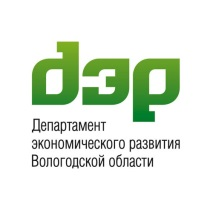 дэр
Департамент
экономического развития
Вологодской области